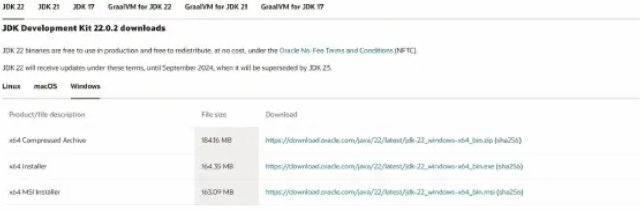 JDK 22 JDK 21 JDK 17 GraalVM for JDK 22 GraalVM for JDK 21 GraalVM for JDK 17
JDK Development Kit 22.0.2 downloads
JDK 22 binaries are free to use in production and free to redistribute, at no cost, under the Oracle No-Fee Terms and Conditions (NFTC).
JDK 22 will receive updates under these terms, until September 2024, when it will be superseded by JDK 23.
Linux macOS Windows
Product/file description File size Download
x64 Compressed Archive 184.16 MB https://download.oracle.com/java/22/latest/jdk-22_windows-x64_bin.zip (sha256)
x64 Installer 164.35 MB https://download.oracle.com/java/22/latest/jdk-22_windows-x64_bin.exe (sha256)
x64 MSI Installer 163.09 MB https://download.oracle.com/java/22/latest/jdk-22_windows-x64_bin.msi (sha256)